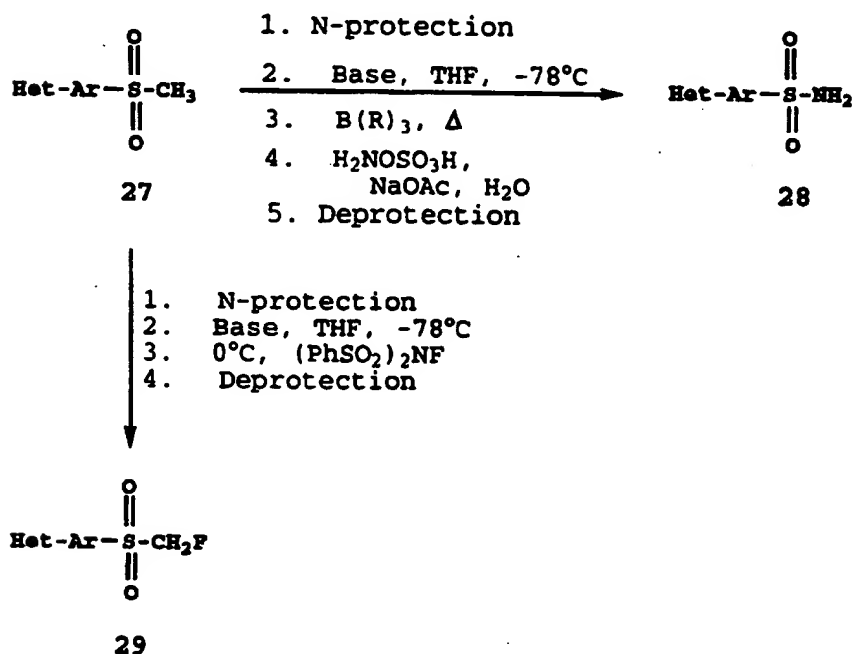 1. N-protection
2. Base, THF, -78°C
3. B(R)₃, Δ
4. H₂NOSO₃H,
NaOAc, H₂O
5. Deprotection
O
Het-Ar-S-CH₃
O
27
O
Het-Ar-S-NH₂
O
28
1. N-protection
2. Base, THF, -78°C
3. 0°C, (PhSO₂)₂NF
4. Deprotection
O
Het-Ar-S-CH₂F
O
29